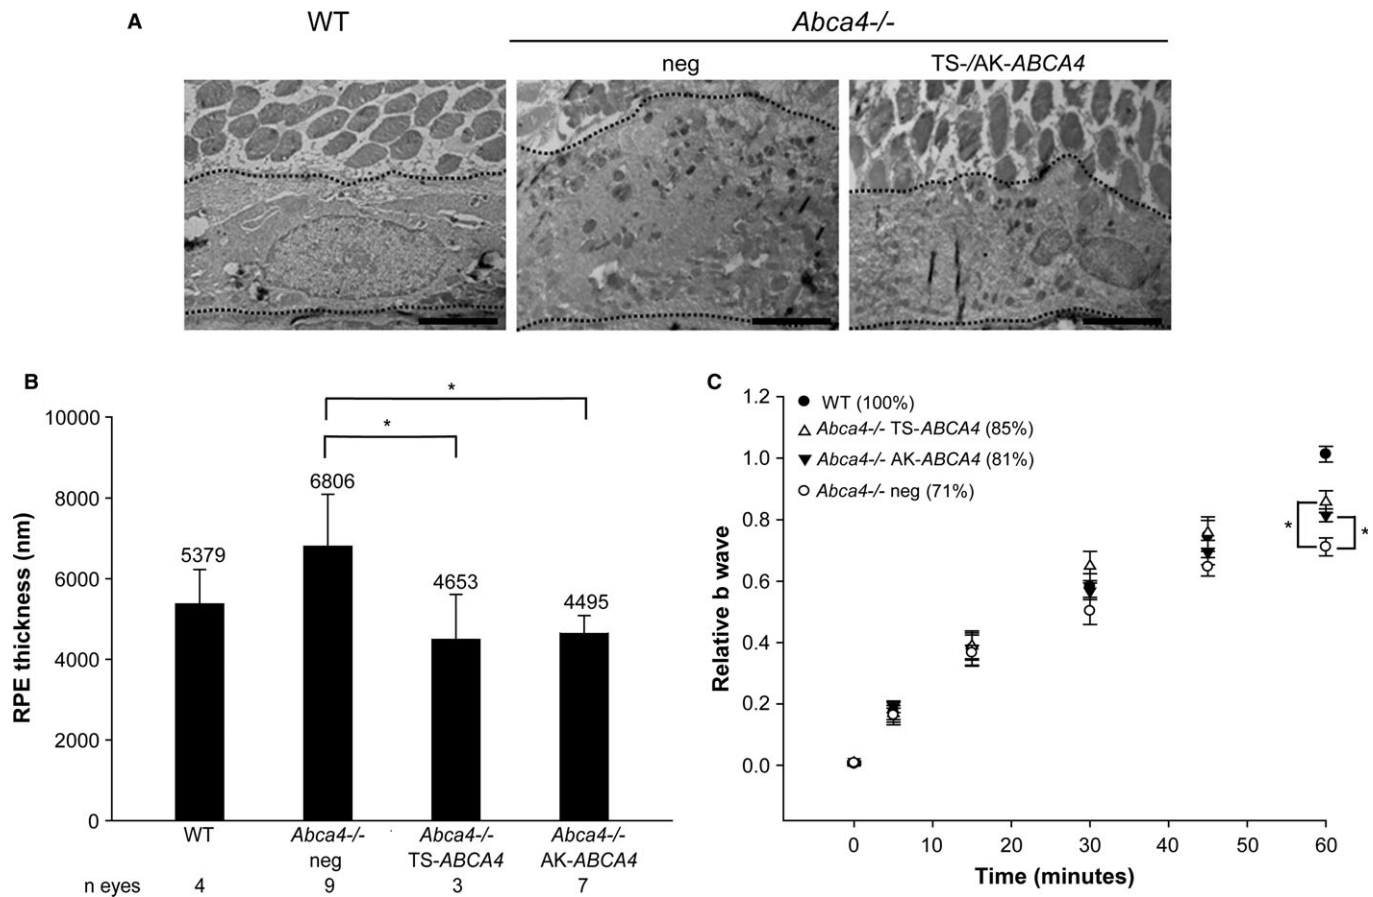 A
WT
Abca4-/-
neg
TS-/AK-ABCA4
B
RPE thickness (nm)
10000
8000
6000
4000
2000
0
*
*
5379
6806
4653
4495
WT
Abca4-/-
neg
Abca4-/-
TS-ABCA4
Abca4-/-
AK-ABCA4
n eyes 4 9 3 7
C
Relative b wave
1.2
1.0
0.8
0.6
0.4
0.2
0.0
WT (100%)
Abca4-/- TS-ABCA4 (85%)
Abca4-/- AK-ABCA4 (81%)
Abca4-/- neg (71%)
* *
0 10 20 30 40 50 60
Time (minutes)